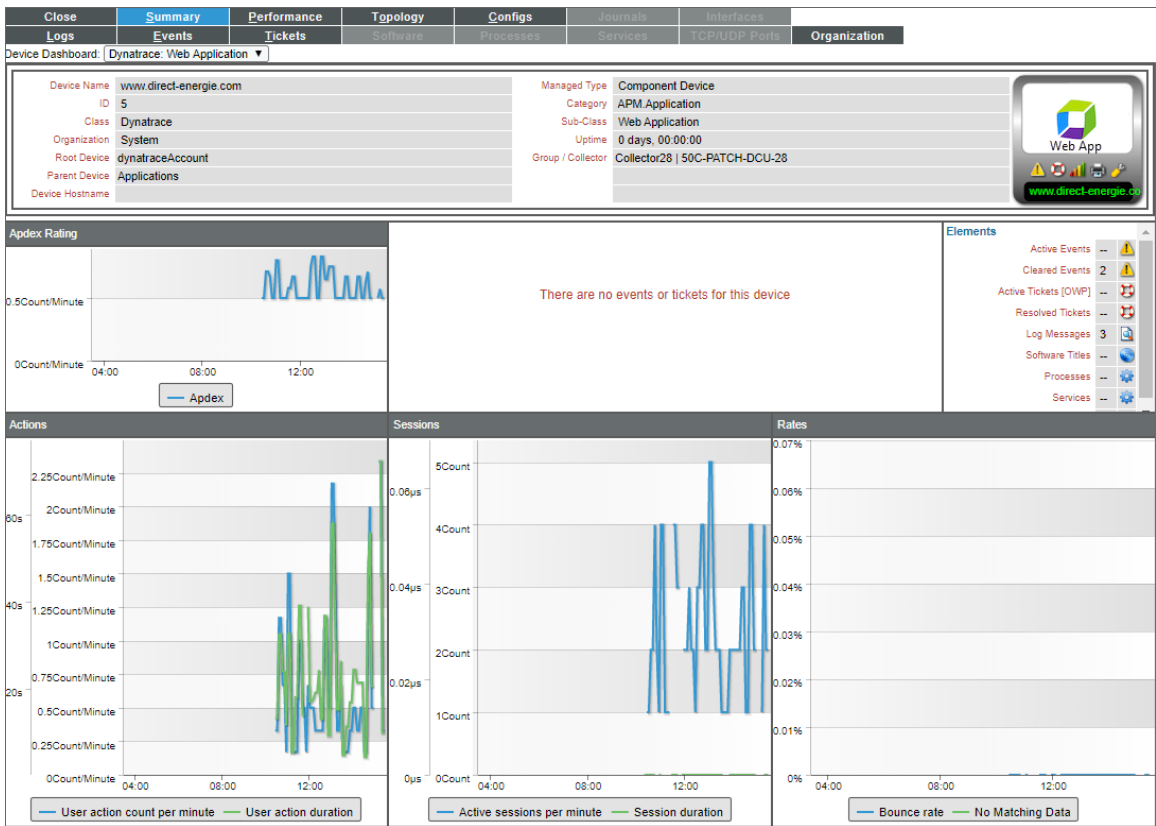 Close Summary Performance Topology Configs Journals Interfaces
Logs Events Tickets Software Processes Services TCP/UDP Ports Organization
Device Dashboard: Dynatrace: Web Application ▼
Device Name www.direct-energie.com Managed Type Component Device
ID 5 Category APM.Application
Class Dynatrace Sub-Class Web Application
Organization System Uptime 0 days, 00:00:00
Root Device dynatraceAccount Group / Collector Collector28 | 50C-PATCH-DCU-28
Parent Device Applications
Device Hostname
Web App
www.direct-energie.co
Apdex Rating
0.5Count/Minute
0Count/Minute
04:00 08:00 12:00
Apdex
There are no events or tickets for this device
Elements
Active Events --
Cleared Events 2
Active Tickets [OWP] --
Resolved Tickets --
Log Messages 3
Software Titles --
Processes --
Services --
Actions
60s
40s
20s
2.25Count/Minute
2Count/Minute
1.75Count/Minute
1.5Count/Minute
1.25Count/Minute
1Count/Minute
0.75Count/Minute
0.5Count/Minute
0.25Count/Minute
0Count/Minute
04:00 08:00 12:00
User action count per minute User action duration
Sessions
0.06µs
0.04µs
0.02µs
0µs
5Count
4Count
3Count
2Count
1Count
0Count
04:00 08:00 12:00
Active sessions per minute Session duration
Rates
0.07%
0.06%
0.05%
0.04%
0.03%
0.02%
0.01%
0%
04:00 08:00 12:00
Bounce rate No Matching Data